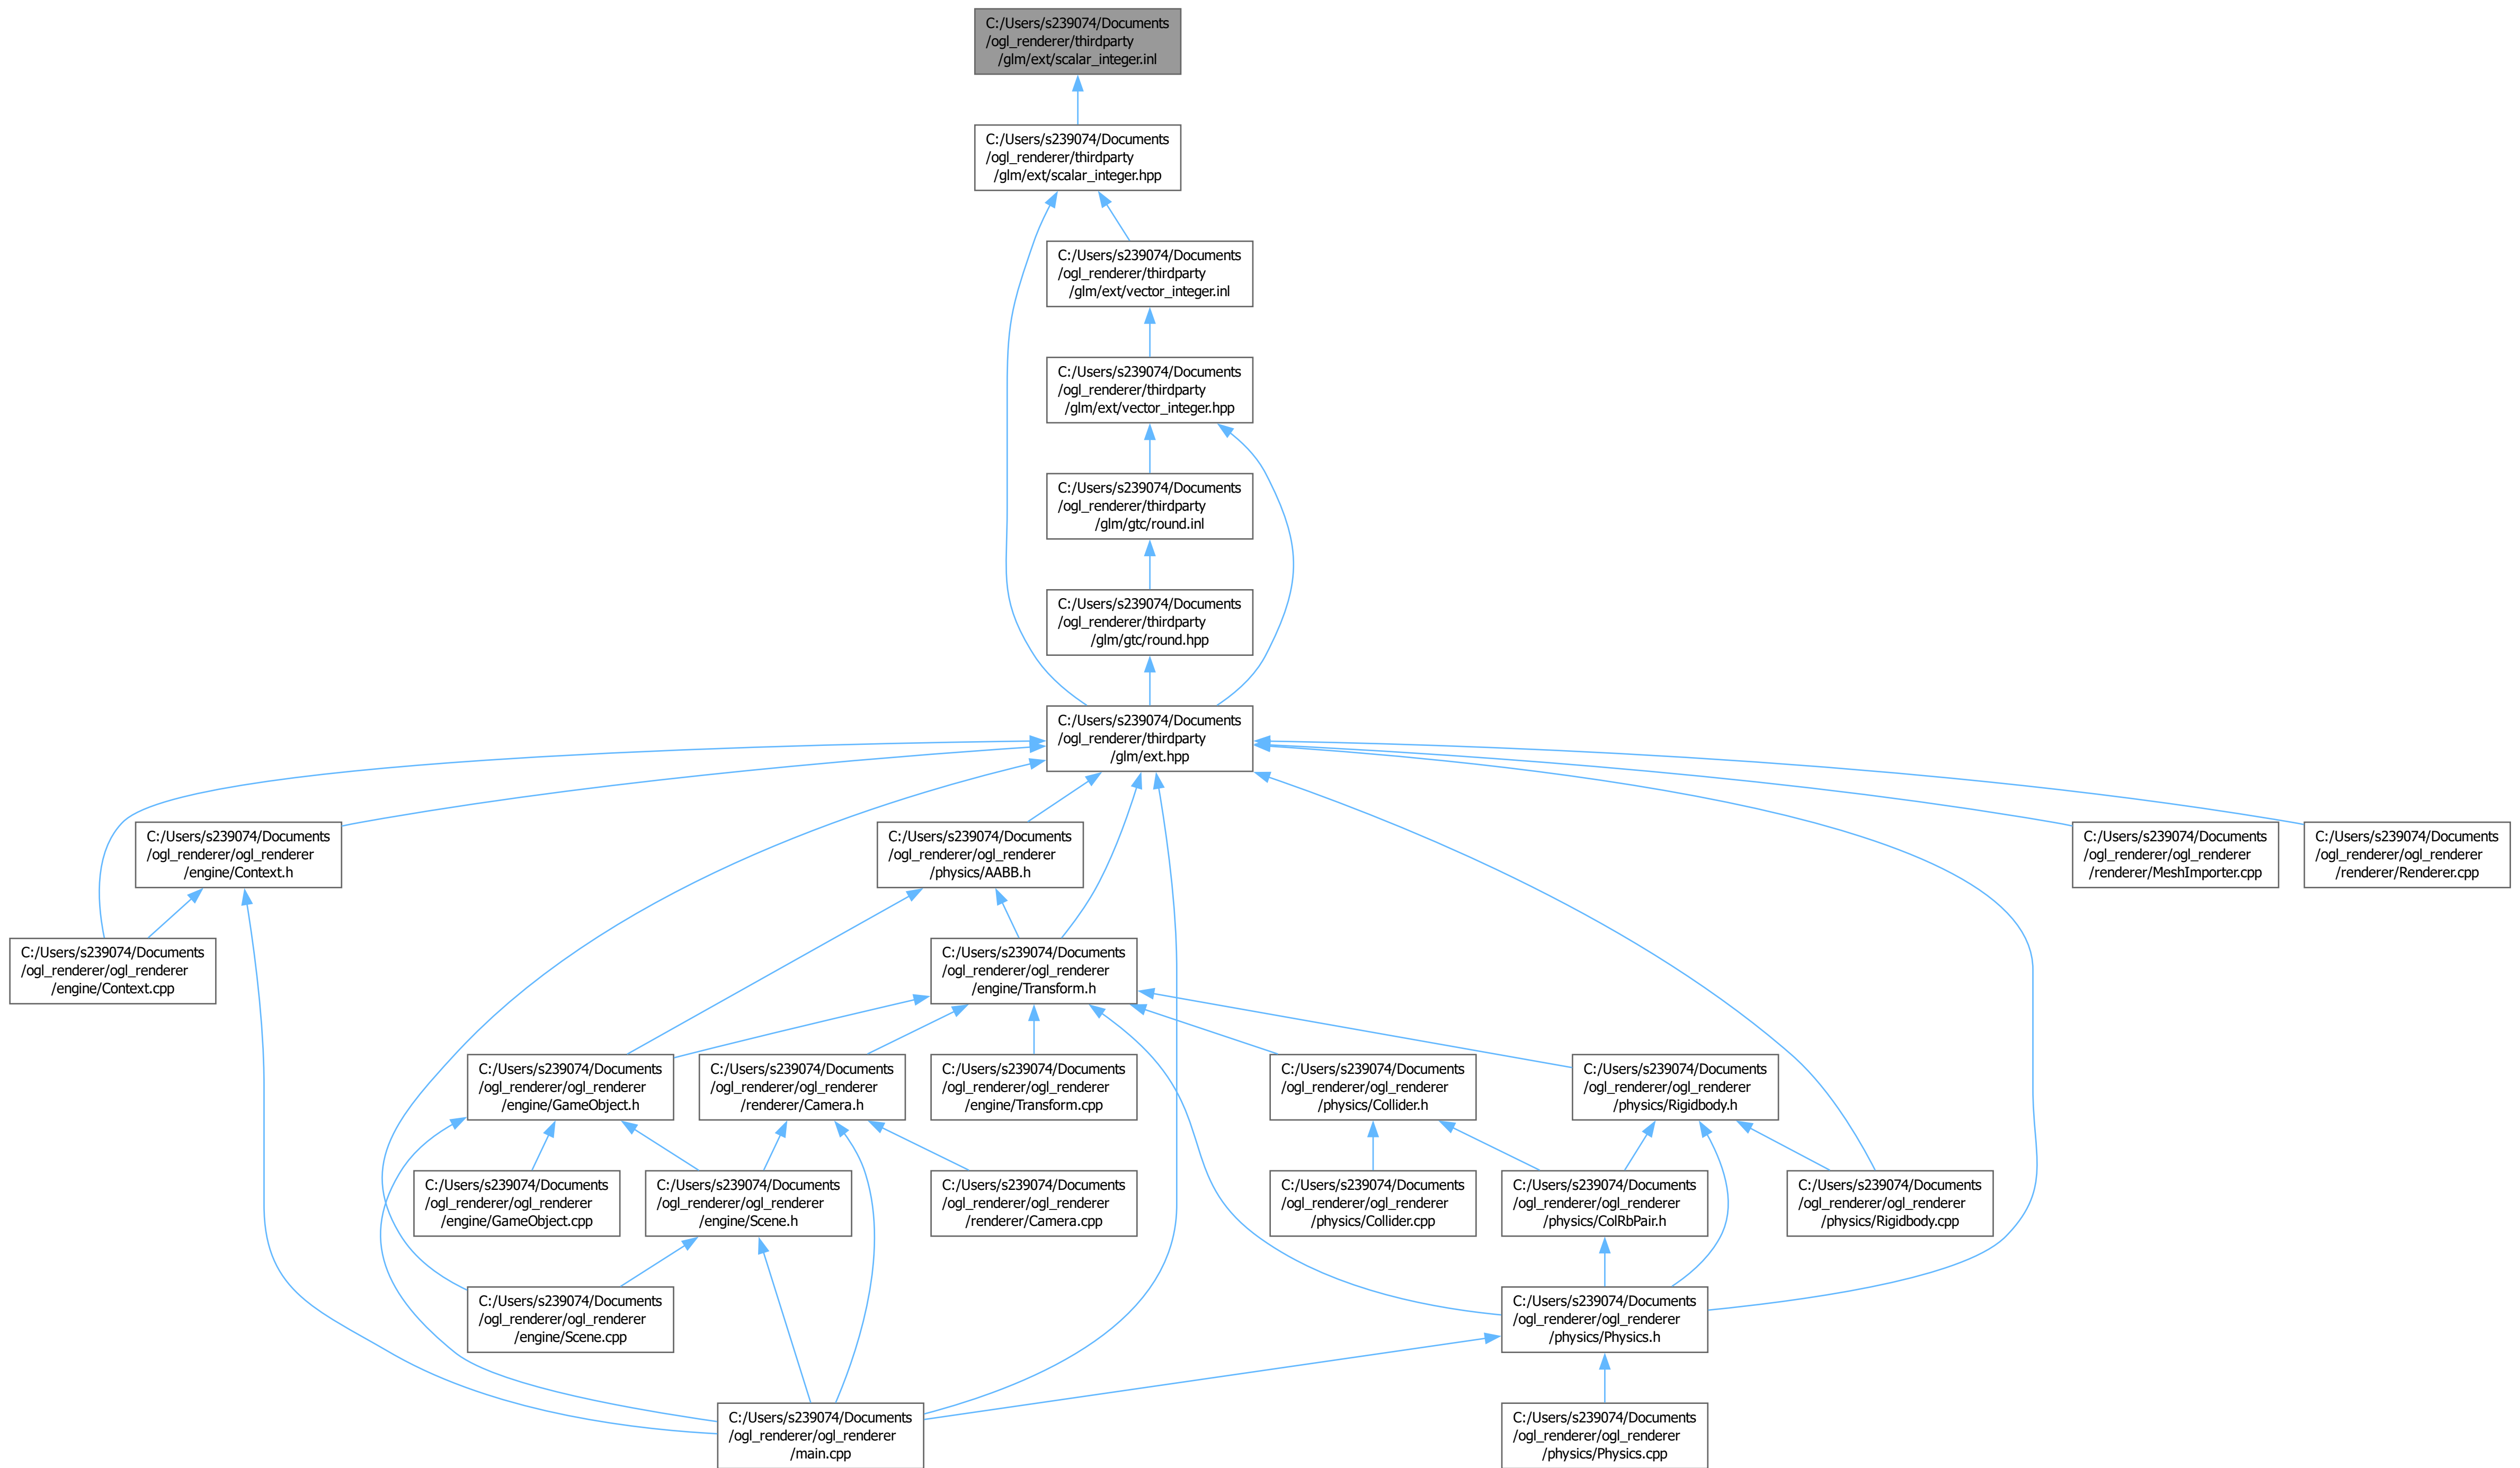 C:/Users/s239074/Documents
/ogl_renderer/thirdparty
/glm/ext/scalar_integer.inl
C:/Users/s239074/Documents
/ogl_renderer/thirdparty
/glm/ext/scalar_integer.hpp
C:/Users/s239074/Documents
/ogl_renderer/thirdparty
/glm/ext/vector_integer.inl
C:/Users/s239074/Documents
/ogl_renderer/thirdparty
/glm/ext/vector_integer.hpp
C:/Users/s239074/Documents
/ogl_renderer/thirdparty
/glm/gtc/round.inl
C:/Users/s239074/Documents
/ogl_renderer/thirdparty
/glm/gtc/round.hpp
C:/Users/s239074/Documents
/ogl_renderer/thirdparty
/glm/ext.hpp
C:/Users/s239074/Documents
/ogl_renderer/ogl_renderer
/engine/Context.h
C:/Users/s239074/Documents
/ogl_renderer/ogl_renderer
/physics/AABB.h
C:/Users/s239074/Documents
/ogl_renderer/ogl_renderer
/renderer/MeshImporter.cpp
C:/Users/s239074/Documents
/ogl_renderer/ogl_renderer
/renderer/Renderer.cpp
C:/Users/s239074/Documents
/ogl_renderer/ogl_renderer
/engine/Context.cpp
C:/Users/s239074/Documents
/ogl_renderer/ogl_renderer
/engine/Transform.h
C:/Users/s239074/Documents
/ogl_renderer/ogl_renderer
/engine/GameObject.h
C:/Users/s239074/Documents
/ogl_renderer/ogl_renderer
/renderer/Camera.h
C:/Users/s239074/Documents
/ogl_renderer/ogl_renderer
/engine/Transform.cpp
C:/Users/s239074/Documents
/ogl_renderer/ogl_renderer
/physics/Collider.h
C:/Users/s239074/Documents
/ogl_renderer/ogl_renderer
/physics/Rigidbody.h
C:/Users/s239074/Documents
/ogl_renderer/ogl_renderer
/engine/GameObject.cpp
C:/Users/s239074/Documents
/ogl_renderer/ogl_renderer
/engine/Scene.h
C:/Users/s239074/Documents
/ogl_renderer/ogl_renderer
/renderer/Camera.cpp
C:/Users/s239074/Documents
/ogl_renderer/ogl_renderer
/physics/Collider.cpp
C:/Users/s239074/Documents
/ogl_renderer/ogl_renderer
/physics/ColRbPair.h
C:/Users/s239074/Documents
/ogl_renderer/ogl_renderer
/physics/Rigidbody.cpp
C:/Users/s239074/Documents
/ogl_renderer/ogl_renderer
/engine/Scene.cpp
C:/Users/s239074/Documents
/ogl_renderer/ogl_renderer
/physics/Physics.h
C:/Users/s239074/Documents
/ogl_renderer/ogl_renderer
/main.cpp
C:/Users/s239074/Documents
/ogl_renderer/ogl_renderer
/physics/Physics.cpp